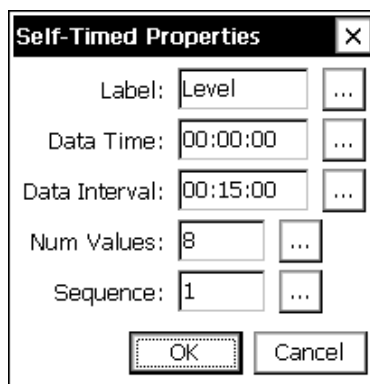 Self-Timed Properties
Label: Level ...
Data Time: 00:00:00 ...
Data Interval: 00:15:00 ...
Num Values: 8 ...
Sequence: 1 ...
OK Cancel